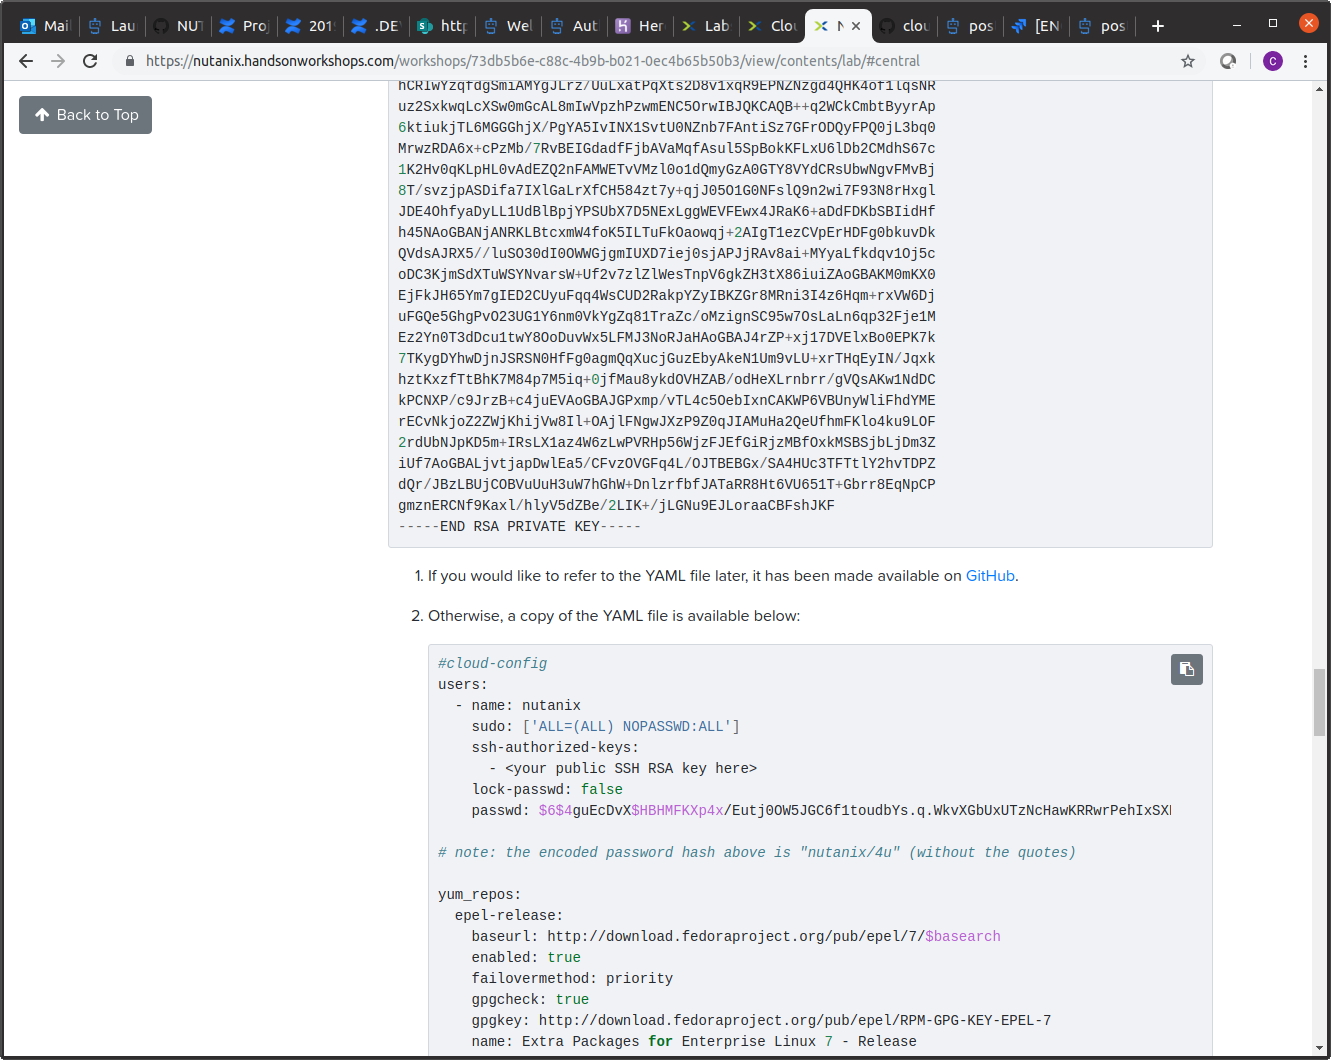 Mail
Lau
NUT
Proj
2019
.DEV
http
Wel
Aut
Her
Lab
Clou
N
clou
pos
[EN
pos
https://nutanix.handsonworkshops.com/workshops/73db5b6e-c88c-4b9b-b021-0ec4b65b50b3/view/contents/lab/#central
C
Back to Top
hCRIwYzqfdgSmiAMYgJLrz/UuLxatPqXts2D8v1xqR9EPNZNzgd4QHK4of1lqsNR
uz2SxkwqLcXSw0mGcAL8mIwVpzhPzwmENC5OrwIBJQKCAQB++q2WCkCmbtByyrAp
6ktiukjTL6MGGGhjX/PgYA5IvINX1SvtU0NZnb7FAntiSz7GFrODQyFPQ0jL3bq0
MrwzRDA6x+cPzMb/7RvBEIGdadfFjbAVaMqfAsul5SpBokKFLxU6lDb2CMdhS67c
1K2Hv0qKLpHL0vAdEZQ2nFAMWETvVMzl0o1dQmyGzA0GTY8VYdCRsUbwNgvFMvBj
8T/svzjpASDifa7IXlGaLrXfCH584zt7y+qjJ05O1G0NFslQ9n2wi7F93N8rHxgl
JDE4OhfyaDyLL1UdBlBpjYPSUbX7D5NExLggWEVFEwx4JRaK6+aDdFDKbSBIidHf
h45NAoGBANjANRKLBtcxmW4foK5ILTuFkOaowqj+2AIgT1ezCVpErHDFg0bkuvDk
QVdsAJRX5//luSO30dI0OWWGjgmIUXD7iej0sjAPJjRAv8ai+MYyaLfkdqv1Oj5c
oDC3KjmSdXTuWSYNvarsW+Uf2v7zlZlWesTnpV6gkZH3tX86iuiZAoGBAKM0mKX0
EjFkJH65Ym7gIED2CUyuFqq4WsCUD2RakpYZyIBKZGr8MRni3I4z6Hqm+rxVW6Dj
uFGQe5GhgPvO23UG1Y6nm0VkYgZq81TraZc/oMzignSC95w7OsLaLn6qp32Fje1M
Ez2Yn0T3dDcu1twY8OoDuvWx5LFMJ3NoRJaHAoGBAJ4rZP+xj17DVElxBo0EPK7k
7TKygDYhwDjnJSRSN0HfFg0agmQqXucjGuzEbyAkeN1Um9vLU+xrTHqEyIN/Jqxk
hztKxzfTtBhK7M84p7M5iq+0jfMau8ykdOVHZAB/odHeXLrnbrr/gVQsAKw1NdDC
kPCNXP/c9JrzB+c4juEVAoGBAJGPxmp/vTL4c5OebIxnCAKWP6VBUnyWliFhdYME
rECvNkjoZ2ZWjKhijVw8Il+OAjlFNgwJXzP9Z0qJIAMuHa2QeUfhmFKlo4ku9LOF
2rdUbNJpKD5m+IRsLX1az4W6zLwPVRHp56WjzFJEfGiRjzMBfOxkMSBSjbLjDm3Z
iUf7AoGBALjvtjapDwlEa5/CFvzOVGFq4L/OJTBEBGx/SA4HUc3TFTtlY2hvTDPZ
dQr/JBzLBUjCOBVuUuH3uW7hGhW+DnlzrfbfJATaRR8Ht6VU651T+Gbrr8EqNpCP
gmznERCNf9Kaxl/hlyV5dZBe/2LIK+/jLGNu9EJLoraaCBFshJKF
-----END RSA PRIVATE KEY-----
1. If you would like to refer to the YAML file later, it has been made available on GitHub.
2. Otherwise, a copy of the YAML file is available below:
#cloud-config
users:
- name: nutanix
sudo: ['ALL=(ALL) NOPASSWD:ALL']
ssh-authorized-keys:
- <your public SSH RSA key here>
lock-passwd: false
passwd: $6$4guEcDvX$HBHMFKXp4x/Eutj0OW5JGC6f1toudbYs.q.WkvXGbUxUTzNcHawKRRwrPehIxSX
# note: the encoded password hash above is "nutanix/4u" (without the quotes)
yum_repos:
epel-release:
baseurl: http://download.fedoraproject.org/pub/epel/7/$basearch
enabled: true
failovermethod: priority
gpgcheck: true
gpgkey: http://download.fedoraproject.org/pub/epel/RPM-GPG-KEY-EPEL-7
name: Extra Packages for Enterprise Linux 7 - Release